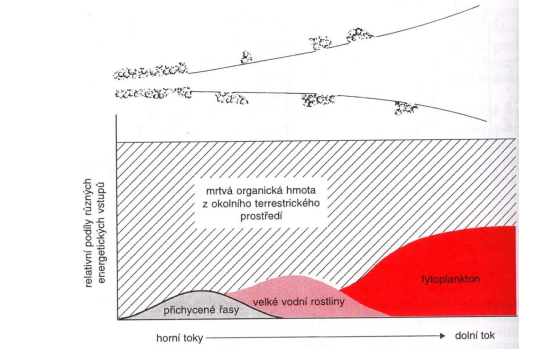 mrtvá organická hmota
z okolního terrestrického
prostředí
relativní podíly různých
energetických vstupů
fytoplankton
velké vodní rostliny
přichycené řasy
horní toky
dolní tok